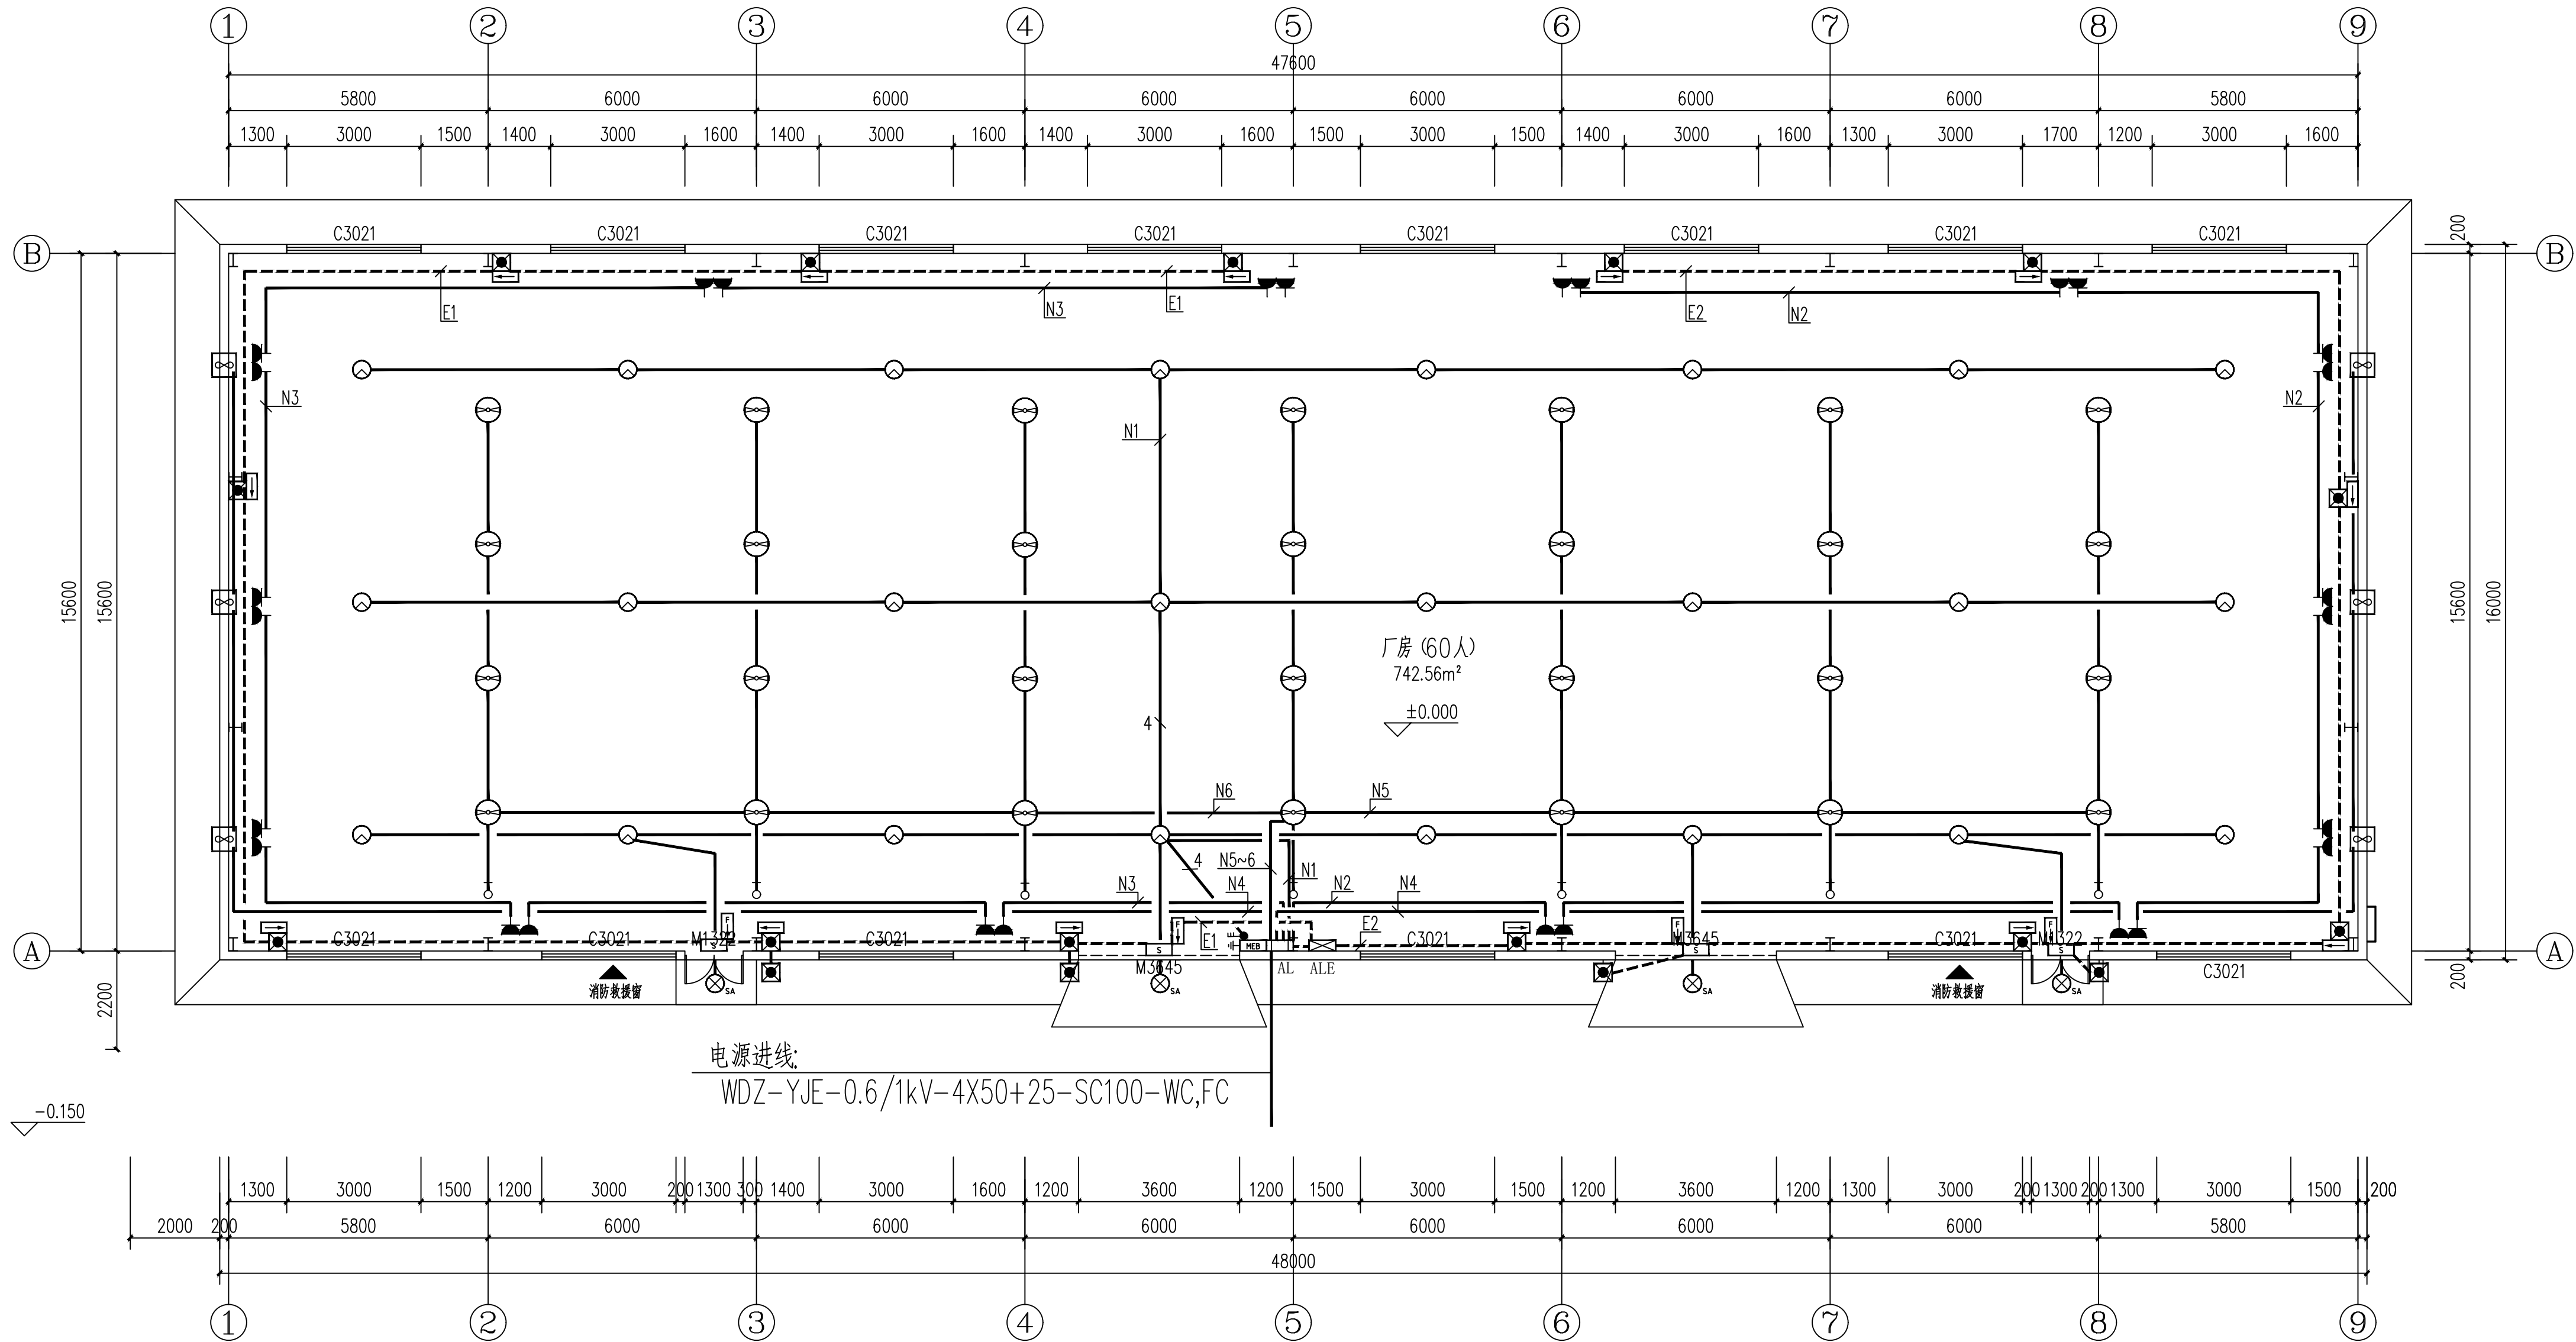 1 2 3 4 5 6 7 8 9
47600
5800 6000 6000 6000 6000 6000 6000 5800
1300 3000 1500 1400 3000 1600 1400 3000 1600 1400 3000 1600 1500 3000 1500 1400 3000 1600 1300 3000 1700 1200 3000 1600
C3021 C3021 C3021 C3021 C3021 C3021 C3021 C3021
200
B B
E1 N3 E1 E2 N2
N3 N2
N1
15600 15600 15600 16000
厂房(60人)
742.56m²
±0.000
4
N6 N5
4 N5~6 N1
N3 N4 N2 N4
E1 E2
F F F F
E
C3021 C3021 M1322 C3021 C3021 M3645 C3021 M1322
S S S S
MEB
A A
M3645 AL ALE C3021
SA SA SA SA
消防救援窗 消防救援窗
2200 200
电源进线:
WDZ-YJE-0.6/1kV-4X50+25-SC100-WC,FC
-0.150
1300 3000 1500 1200 3000 200 1300 300 1400 3000 1600 1200 3600 1200 1500 3000 1500 1200 3600 1200 1300 3000 200 1300 200 1300 3000 1500 200
2000 200 5800 6000 6000 6000 6000 6000 6000 5800
48000
1 2 3 4 5 6 7 8 9